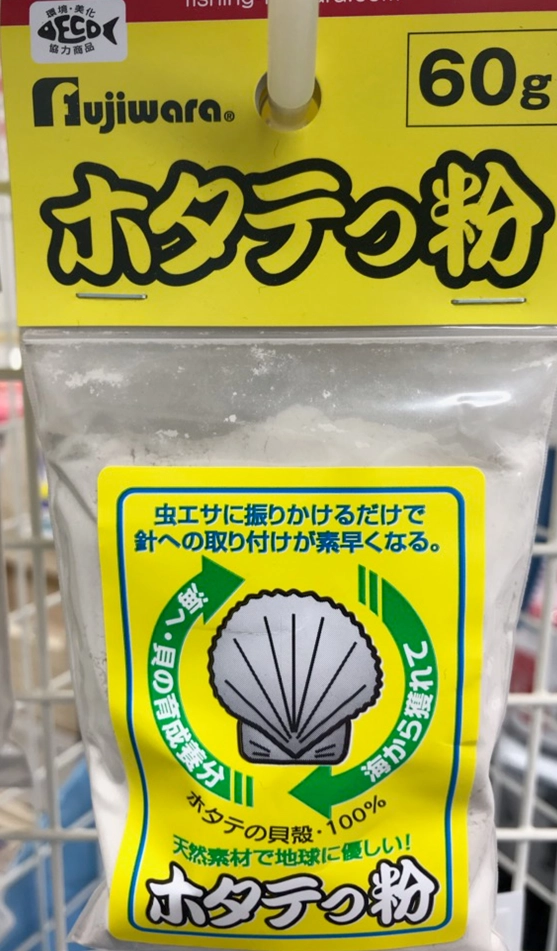 環境・美化
ECO
協力商品
Fujiwara®
60g
ホタテっ粉
虫エサに振りかけるだけで
針への取り付けが素早くなる。
海へ・貝の育成養分
海から獲れて
ホタテの貝殻・100%
天然素材で地球に優しい!
ホタテっ粉